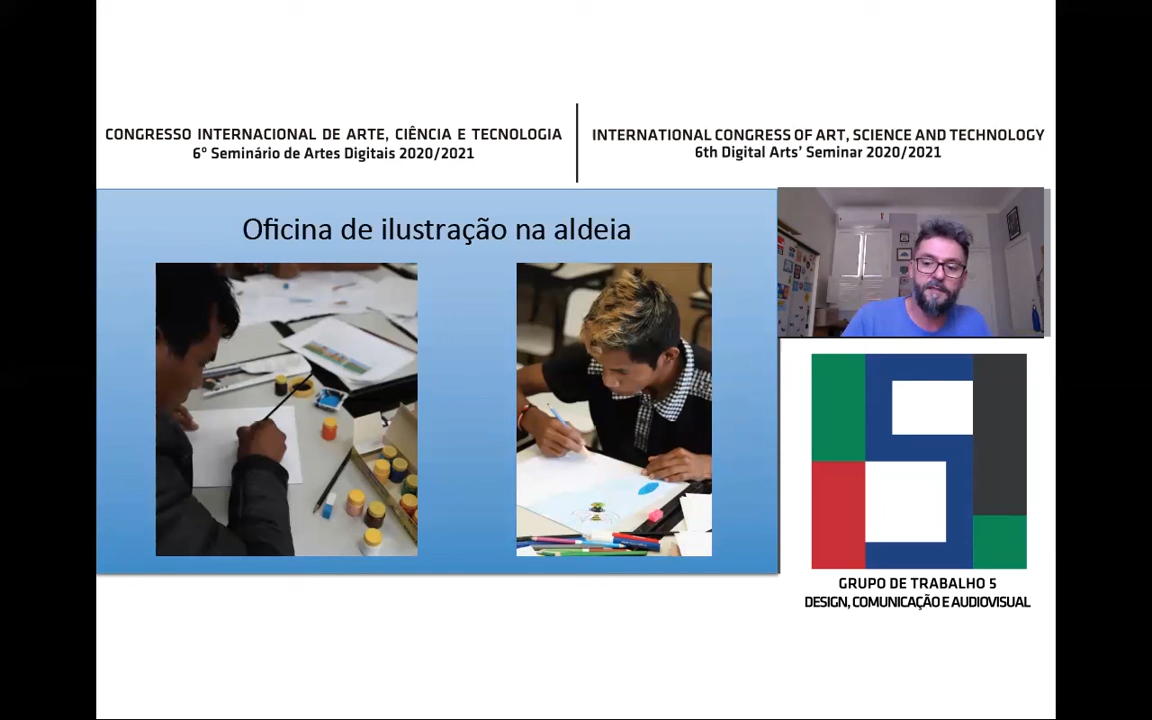 CONGRESSO INTERNACIONAL DE ARTE, CIÊNCIA E TECNOLOGIA
6º Seminário de Artes Digitais 2020/2021
INTERNATIONAL CONGRESS OF ART, SCIENCE AND TECHNOLOGY
6th Digital Arts’ Seminar 2020/2021
Oficina de ilustração na aldeia
GRUPO DE TRABALHO 5
DESIGN, COMUNICAÇÃO E AUDIOVISUAL